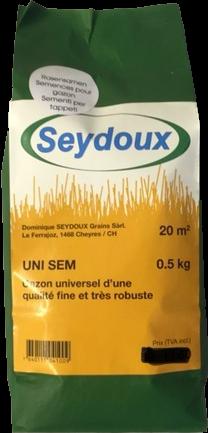 Rasensamen
Semences pour
gazon
Sementi per
tappeti
Seydoux
Dominique SEYDOUX Grains Sàrl.
La Ferrajoz, 1468 Cheyres / CH
20 m²
UNI SEM
0.5 kg
Gazon universel d'une
qualité fine et très robuste
Prix (TVA incl.)